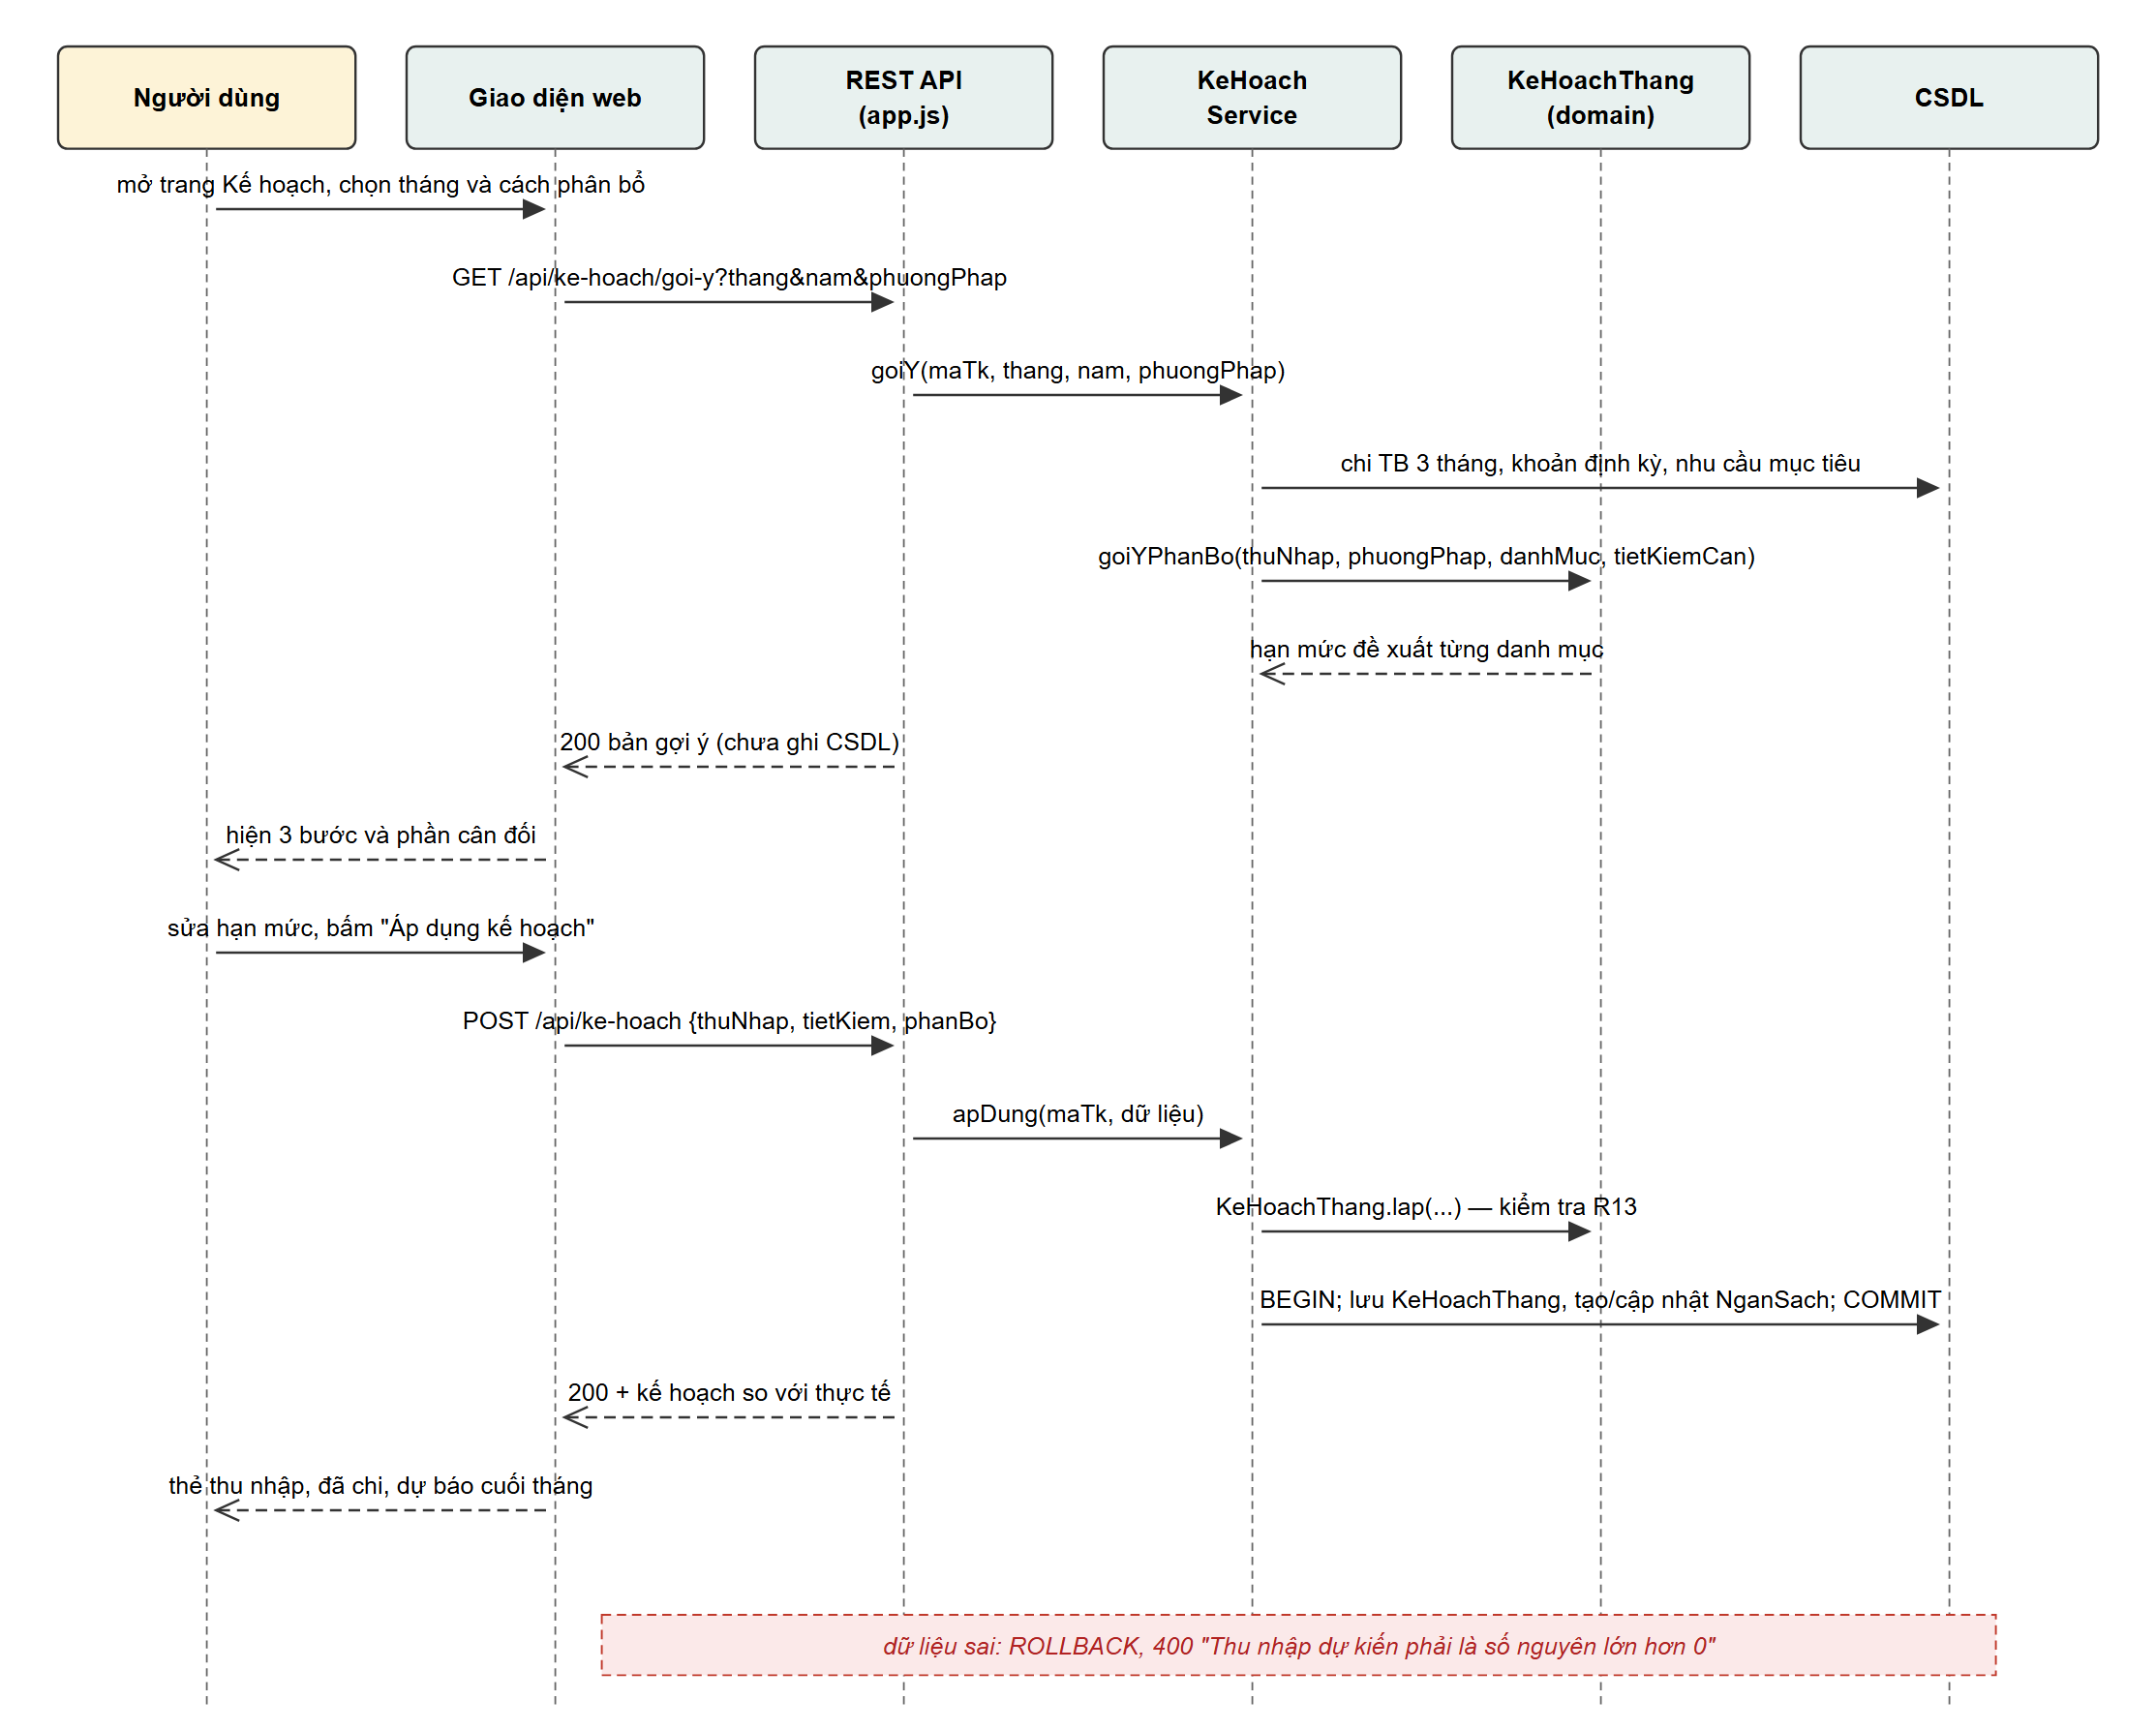 Người dùng
Giao diện web
REST API
(app.js)
KeHoach
Service
KeHoachThang
(domain)
CSDL
mở trang Kế hoạch, chọn tháng và cách phân bổ
GET /api/ke-hoach/goi-y?thang&nam&phuongPhap
goiY(maTk, thang, nam, phuongPhap)
chi TB 3 tháng, khoản định kỳ, nhu cầu mục tiêu
goiYPhanBo(thuNhap, phuongPhap, danhMuc, tietKiemCan)
hạn mức đề xuất từng danh mục
200 bản gợi ý (chưa ghi CSDL)
hiện 3 bước và phần cân đối
sửa hạn mức, bấm "Áp dụng kế hoạch"
POST /api/ke-hoach {thuNhap, tietKiem, phanBo}
apDung(maTk, dữ liệu)
KeHoachThang.lap(...) — kiểm tra R13
BEGIN; lưu KeHoachThang, tạo/cập nhật NganSach; COMMIT
200 + kế hoạch so với thực tế
thẻ thu nhập, đã chi, dự báo cuối tháng
dữ liệu sai: ROLLBACK, 400 "Thu nhập dự kiến phải là số nguyên lớn hơn 0"